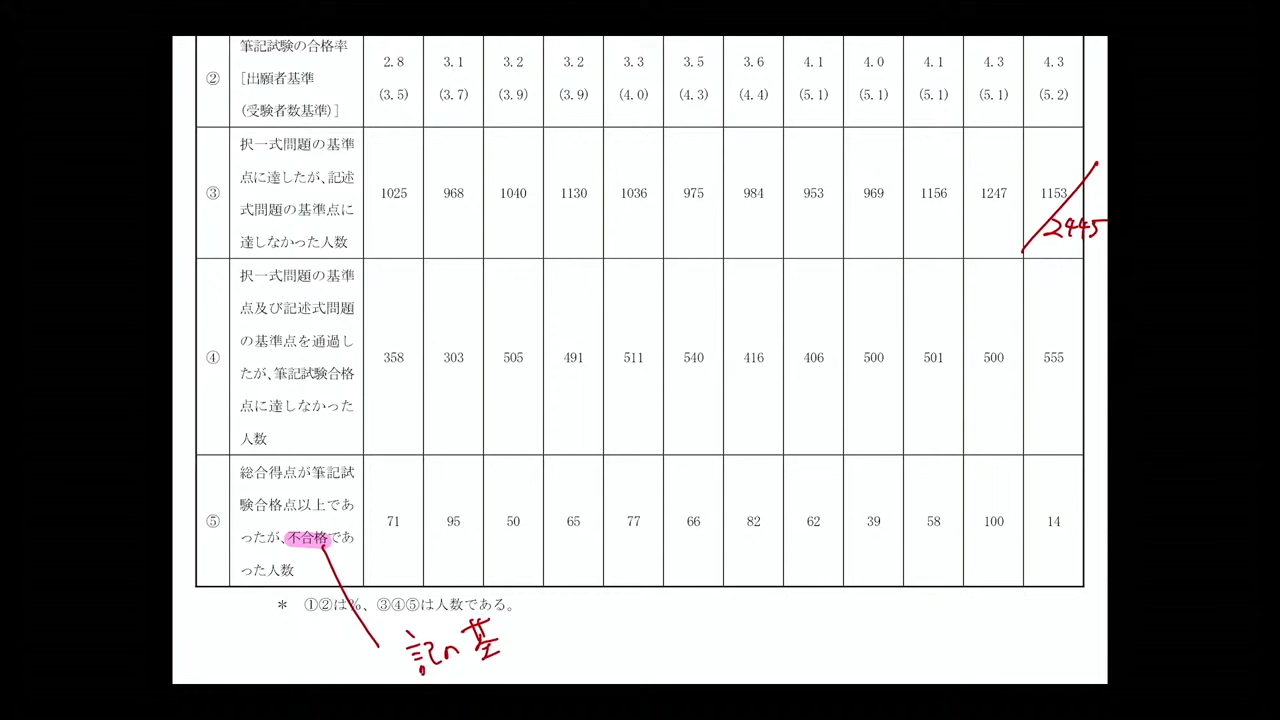 ② 筆記試験の合格率 2.8 3.1 3.2 3.2 3.3 3.5 3.6 4.1 4.0 4.1 4.3 4.3
[出願者基準
(受験者数基準)] (3.5) (3.7) (3.9) (3.9) (4.0) (4.3) (4.4) (5.1) (5.1) (5.1) (5.1) (5.2)
択一式問題の基準
点に達したが、記述
③ 1025 968 1040 1130 1036 975 984 953 969 1156 1247 1153
式問題の基準点に
2445
達しなかった人数
択一式問題の基準
点及び記述式問題
の基準点を通過し
④ 358 303 505 491 511 540 416 406 500 501 500 555
たが、筆記試験合格
点に達しなかった
人数
総合得点が筆記試
験合格点以上であ
⑤ 71 95 50 65 77 66 82 62 39 58 100 14
ったが、不合格であ
った人数
* ①②は%、③④⑤は人数である。
記の基